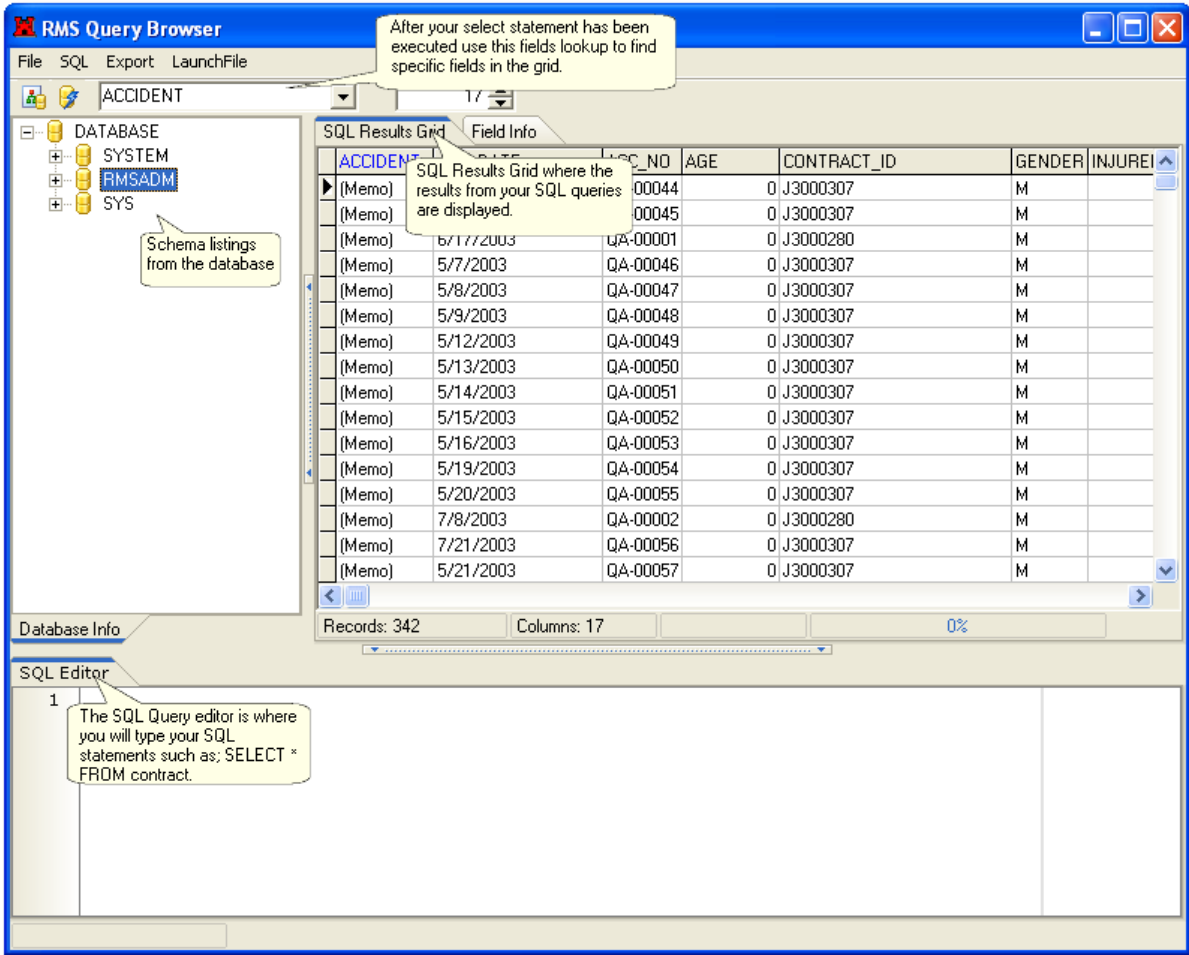 RMS Query Browser
After your select statement has been
executed use this fields lookup to find
specific fields in the grid.
File SQL Export LaunchFile
ACCIDENT 17
DATABASE
SYSTEM
RMSADM
SYS
Schema listings
from the database
SQL Results Grid Field Info
SQL Results Grid where the
results from your SQL queries
are displayed.
ACCIDENT AGE CONTRACT_ID GENDER INJURE
(Memo) -00044 0 J3000307 M
(Memo) -00045 0 J3000307 M
(Memo) 6/17/2003 QA-00001 0 J3000280 M
(Memo) 5/7/2003 QA-00046 0 J3000307 M
(Memo) 5/8/2003 QA-00047 0 J3000307 M
(Memo) 5/9/2003 QA-00048 0 J3000307 M
(Memo) 5/12/2003 QA-00049 0 J3000307 M
(Memo) 5/13/2003 QA-00050 0 J3000307 M
(Memo) 5/14/2003 QA-00051 0 J3000307 M
(Memo) 5/15/2003 QA-00052 0 J3000307 M
(Memo) 5/16/2003 QA-00053 0 J3000307 M
(Memo) 5/19/2003 QA-00054 0 J3000307 M
(Memo) 5/20/2003 QA-00055 0 J3000307 M
(Memo) 7/8/2003 QA-00002 0 J3000280 M
(Memo) 7/21/2003 QA-00056 0 J3000307 M
(Memo) 5/21/2003 QA-00057 0 J3000307 M
Database Info
Records: 342 Columns: 17 0%
SQL Editor
1
The SQL Query editor is where
you will type your SQL
statements such as; SELECT *
FROM contract.